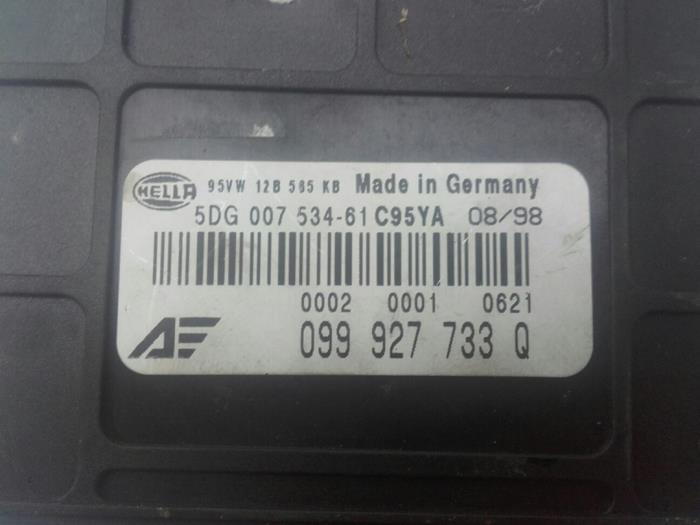 HELLA 95VW 12B 565 KB Made in Germany
5DG 007 534-61 C95YA 08/98
0002 0001 0621
AE 099 927 733 Q